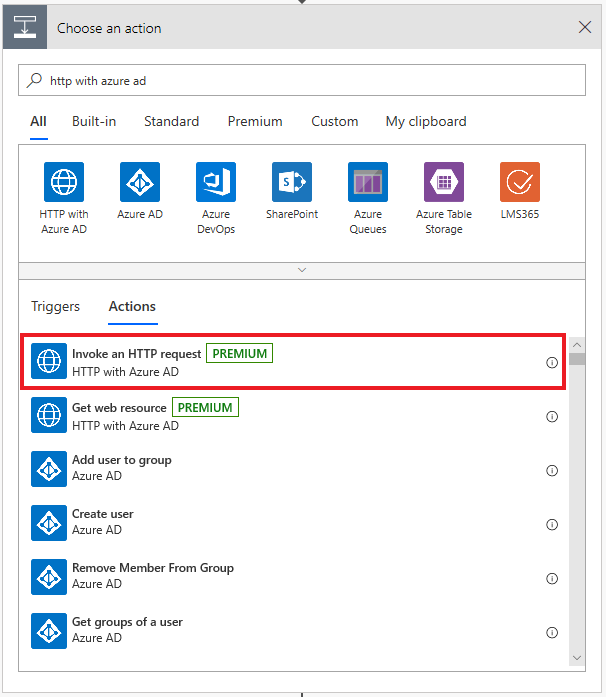 Choose an action
http with azure ad
All Built-in Standard Premium Custom My clipboard
HTTP with Azure AD Azure DevOps SharePoint Azure Azure Table LMS365
Azure AD Queues Storage
Triggers Actions
Invoke an HTTP request PREMIUM
HTTP with Azure AD
Get web resource PREMIUM
HTTP with Azure AD
Add user to group
Azure AD
Create user
Azure AD
Remove Member From Group
Azure AD
Get groups of a user
Azure AD